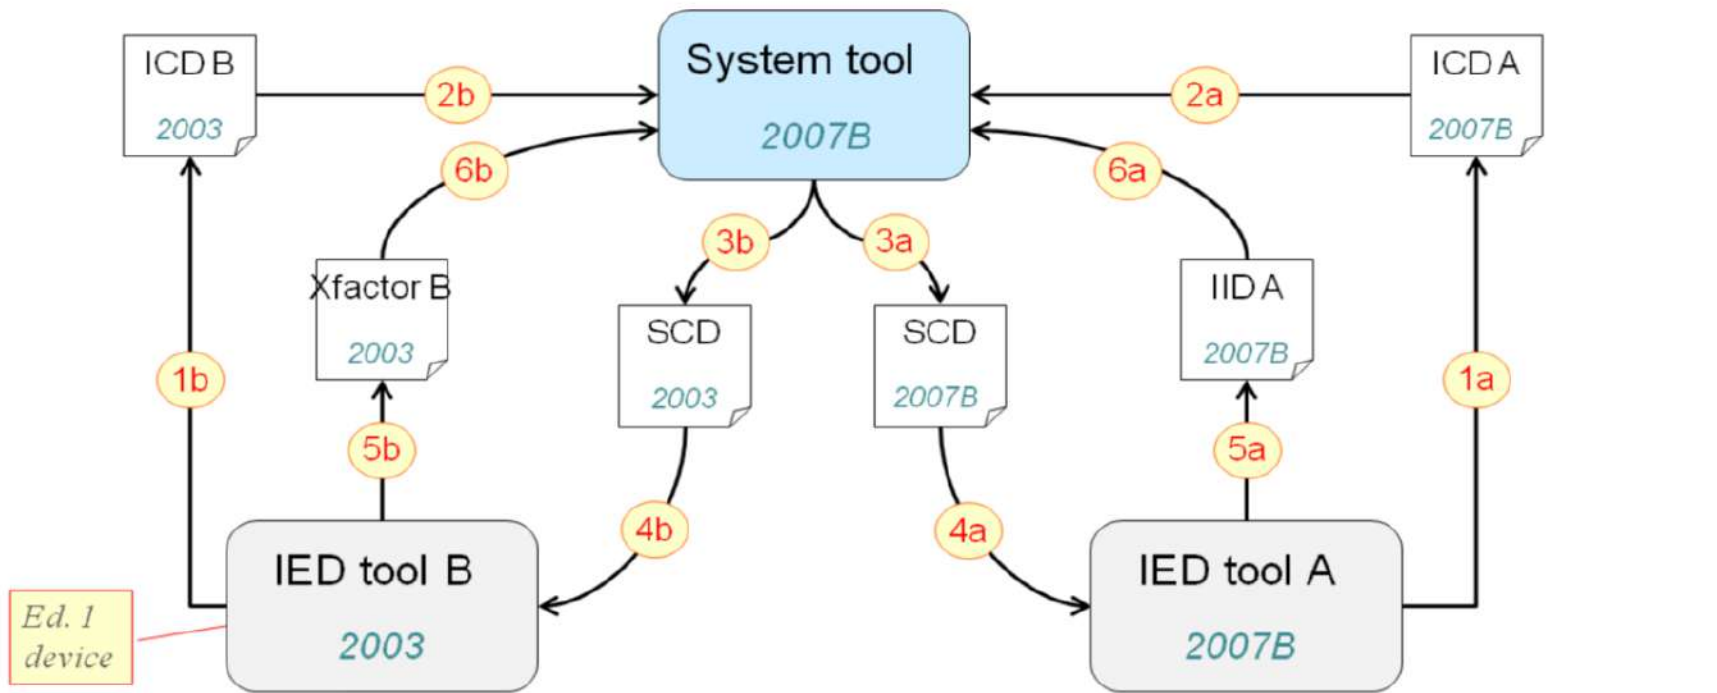 ICD B
2003
2b
System tool
2007B
2a
ICD A
2007B
6b
6a
3b
3a
Xfactor B
2003
SCD
2003
SCD
2007B
IID A
2007B
1b
1a
5b
5a
4b
4a
IED tool B
2003
IED tool A
2007B
Ed. 1
device